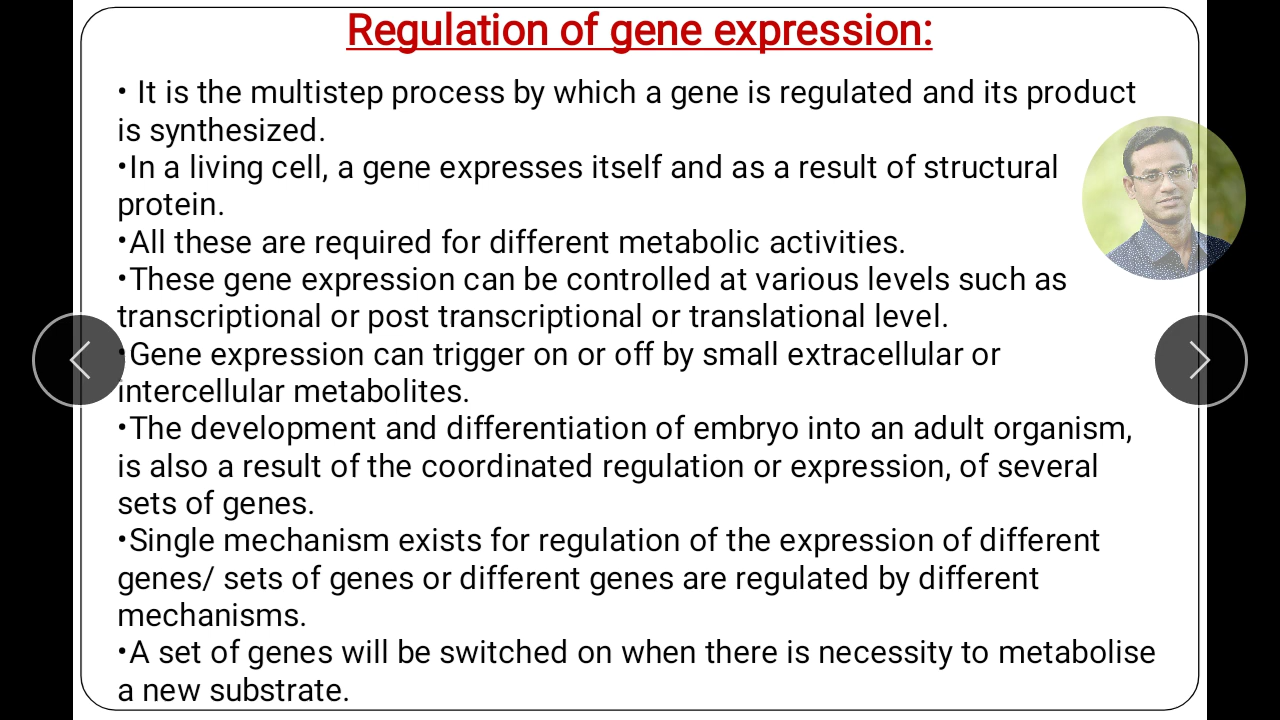 Regulation of gene expression:
• It is the multistep process by which a gene is regulated and its product
is synthesized.
•In a living cell, a gene expresses itself and as a result of structural
protein.
•All these are required for different metabolic activities.
•These gene expression can be controlled at various levels such as
transcriptional or post transcriptional or translational level.
•Gene expression can trigger on or off by small extracellular or
intercellular metabolites.
•The development and differentiation of embryo into an adult organism,
is also a result of the coordinated regulation or expression, of several
sets of genes.
•Single mechanism exists for regulation of the expression of different
genes/ sets of genes or different genes are regulated by different
mechanisms.
•A set of genes will be switched on when there is necessity to metabolise
a new substrate.